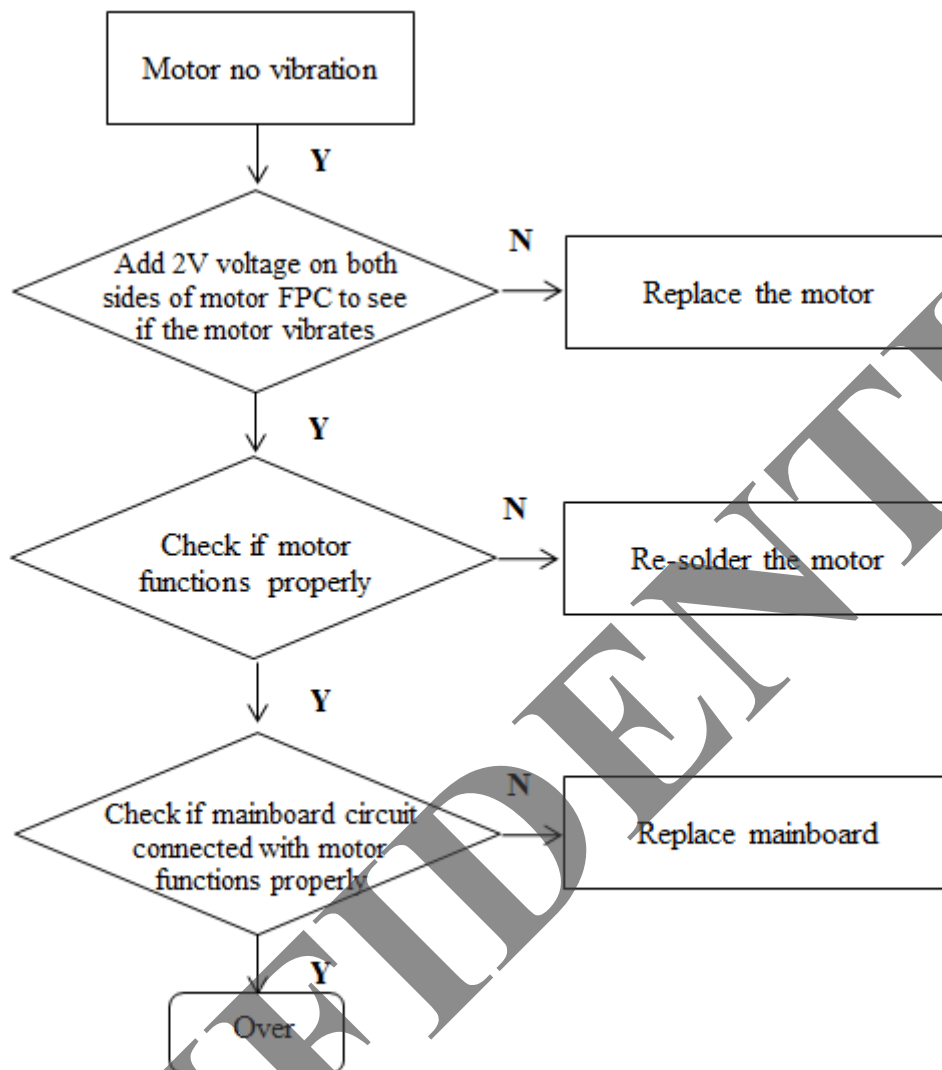 Motor no vibration
Y
Add 2V voltage on both
sides of motor FPC to see
if the motor vibrates
N
Replace the motor
Y
Check if motor
functions properly
N
Re-solder the motor
Y
Check if mainboard circuit
connected with motor
functions properly
N
Replace mainboard
Y
Over